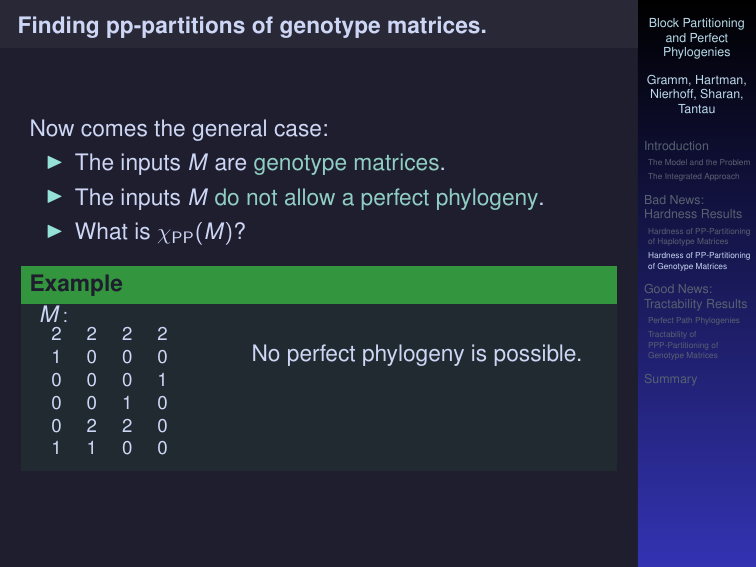 Finding pp-partitions of genotype matrices.
Now comes the general case:
▶ The inputs M are genotype matrices.
▶ The inputs M do not allow a perfect phylogeny.
▶ What is χPP(M)?
Example
M :
2 2 2 2
1 0 0 0
0 0 0 1
0 0 1 0
0 2 2 0
1 1 0 0
No perfect phylogeny is possible.
Block Partitioning
and Perfect
Phylogenies
Gramm, Hartman,
Nierhoff, Sharan,
Tantau
Introduction
The Model and the Problem
The Integrated Approach
Bad News:
Hardness Results
Hardness of PP-Partitioning
of Haplotype Matrices
Hardness of PP-Partitioning
of Genotype Matrices
Good News:
Tractability Results
Perfect Path Phylogenies
Tractability of
PPP-Partitioning of
Genotype Matrices
Summary